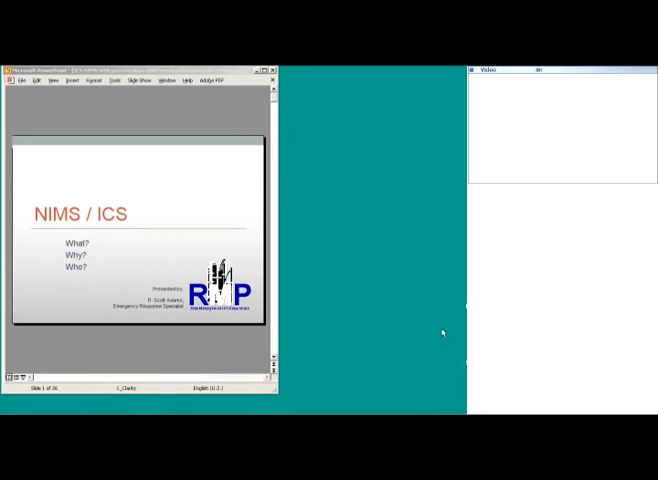 Microsoft PowerPoint
Video
File Edit View Insert Format Tools Slide Show Window Help Adobe PDF
NIMS / ICS
What?
Why?
Who?
Presented by
R. Scott Adams,
Emergency Response Specialist
RMP
Slide 1 of 26 1_Clarity English (U.S.)